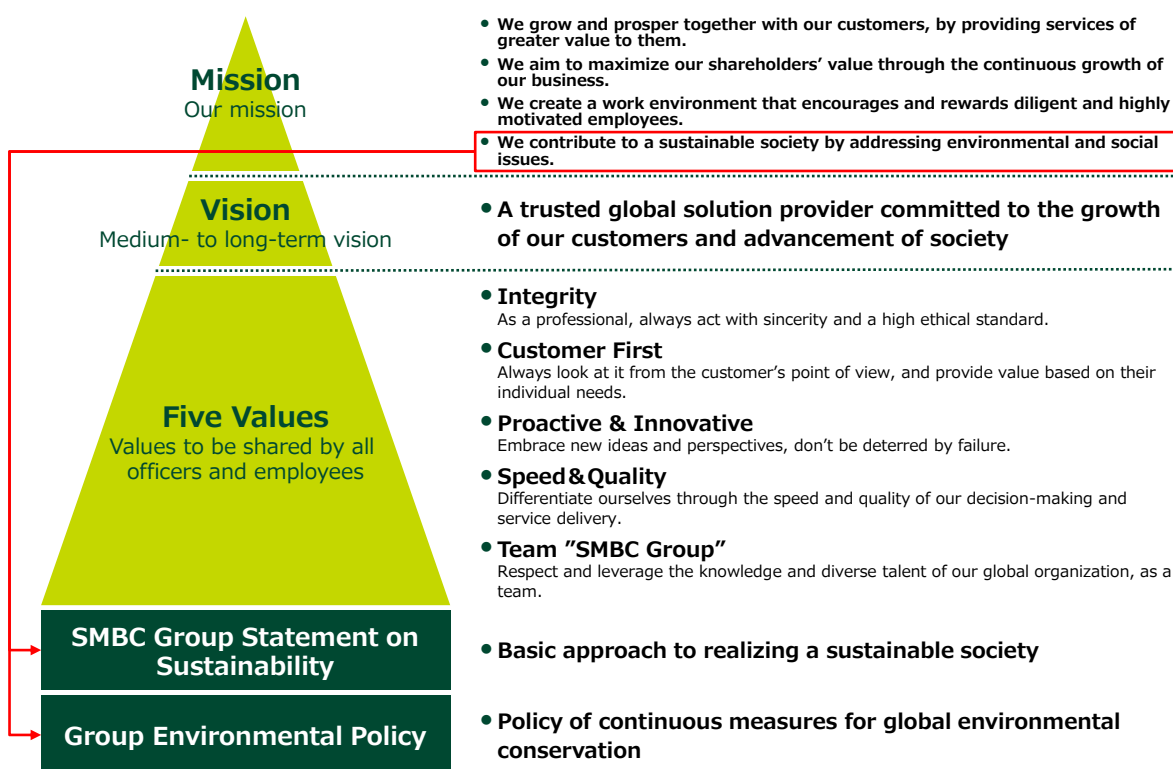 Mission
Our mission
• We grow and prosper together with our customers, by providing services of
greater value to them.
• We aim to maximize our shareholders’ value through the continuous growth of
our business.
• We create a work environment that encourages and rewards diligent and highly
motivated employees.
• We contribute to a sustainable society by addressing environmental and social
issues.
Vision
Medium- to long-term vision
• A trusted global solution provider committed to the growth
of our customers and advancement of society
Five Values
Values to be shared by all
officers and employees
• Integrity
As a professional, always act with sincerity and a high ethical standard.
• Customer First
Always look at it from the customer’s point of view, and provide value based on their
individual needs.
• Proactive & Innovative
Embrace new ideas and perspectives, don’t be deterred by failure.
• Speed&Quality
Differentiate ourselves through the speed and quality of our decision-making and
service delivery.
• Team ”SMBC Group”
Respect and leverage the knowledge and diverse talent of our global organization, as a
team.
SMBC Group Statement on
Sustainability
• Basic approach to realizing a sustainable society
Group Environmental Policy
• Policy of continuous measures for global environmental
conservation